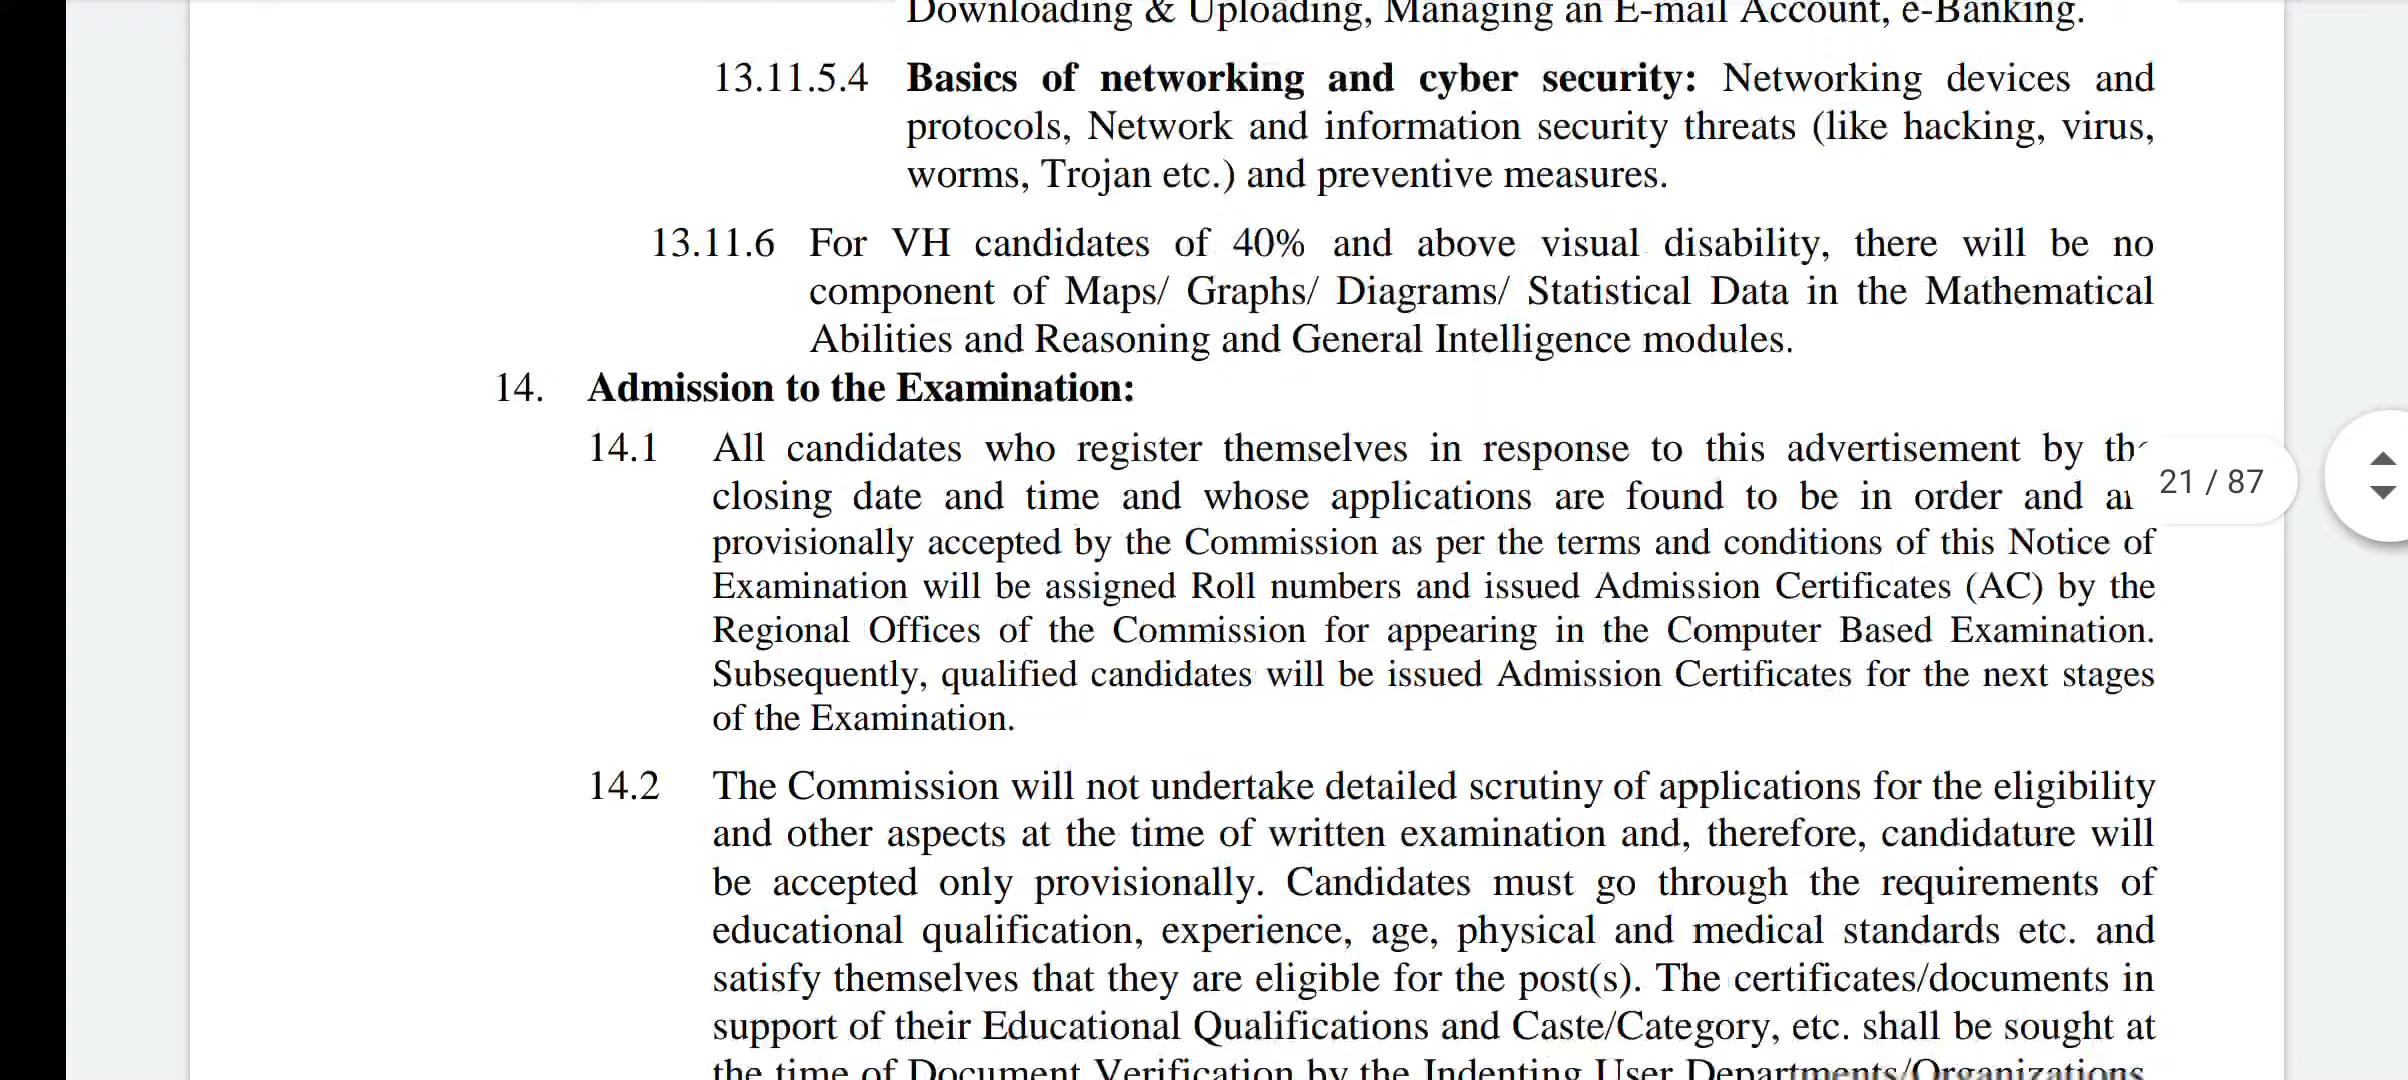 Downloading & Uploading, Managing an E-mail Account, e-Banking.
13.11.5.4 Basics of networking and cyber security: Networking devices and
protocols, Network and information security threats (like hacking, virus,
worms, Trojan etc.) and preventive measures.
13.11.6 For VH candidates of 40% and above visual disability, there will be no
component of Maps/ Graphs/ Diagrams/ Statistical Data in the Mathematical
Abilities and Reasoning and General Intelligence modules.
14. Admission to the Examination:
14.1 All candidates who register themselves in response to this advertisement by
closing date and time and whose applications are found to be in order and
21 / 87
provisionally accepted by the Commission as per the terms and conditions of this Notice of
Examination will be assigned Roll numbers and issued Admission Certificates (AC) by the
Regional Offices of the Commission for appearing in the Computer Based Examination.
Subsequently, qualified candidates will be issued Admission Certificates for the next stages
of the Examination.
14.2 The Commission will not undertake detailed scrutiny of applications for the eligibility
and other aspects at the time of written examination and, therefore, candidature will
be accepted only provisionally. Candidates must go through the requirements of
educational qualification, experience, age, physical and medical standards etc. and
satisfy themselves that they are eligible for the post(s). The certificates/documents in
support of their Educational Qualifications and Caste/Category, etc. shall be sought at
the time of Document Verification by the Indenting User Departments/Organizations